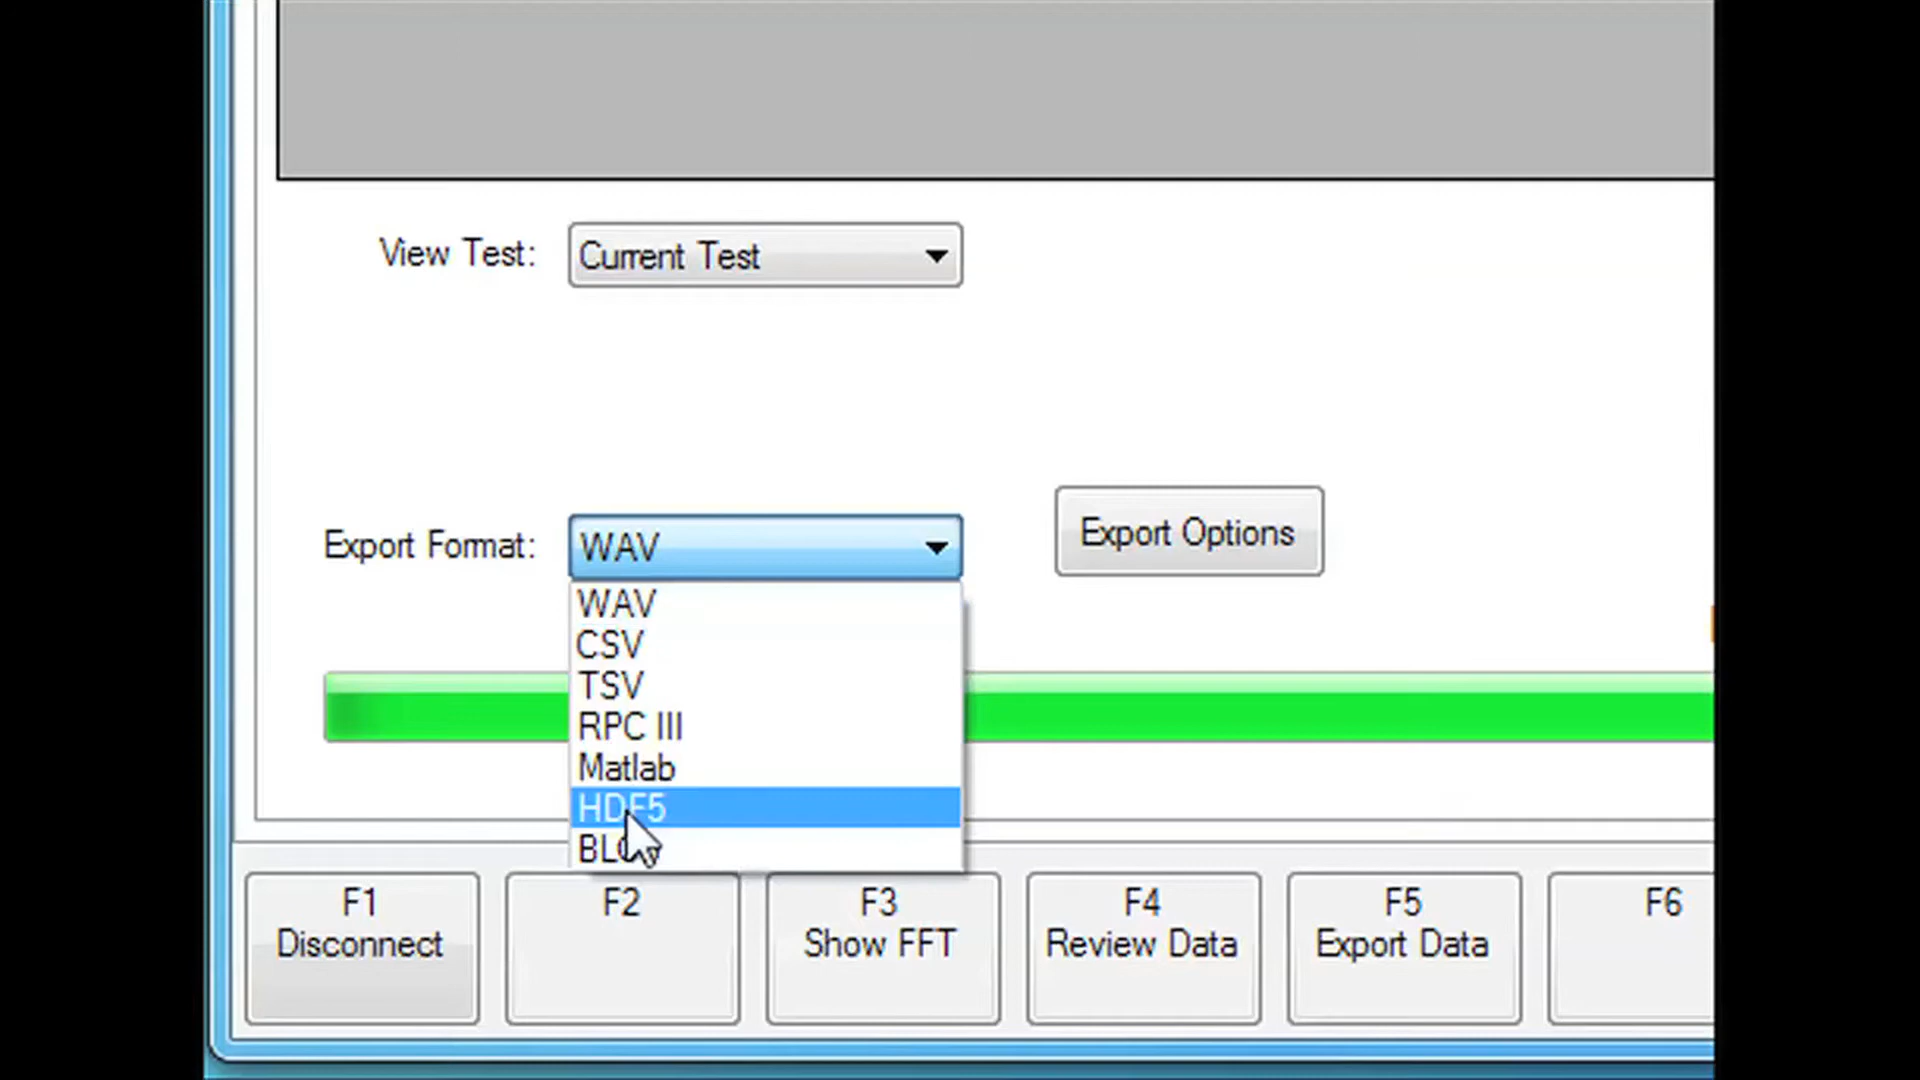 View Test:
Current Test
Export Format:
WAV
Export Options
WAV
CSV
TSV
RPC III
Matlab
HDF5
F1
Disconnect
F2
F3
Show FFT
F4
Review Data
F5
Export Data
F6